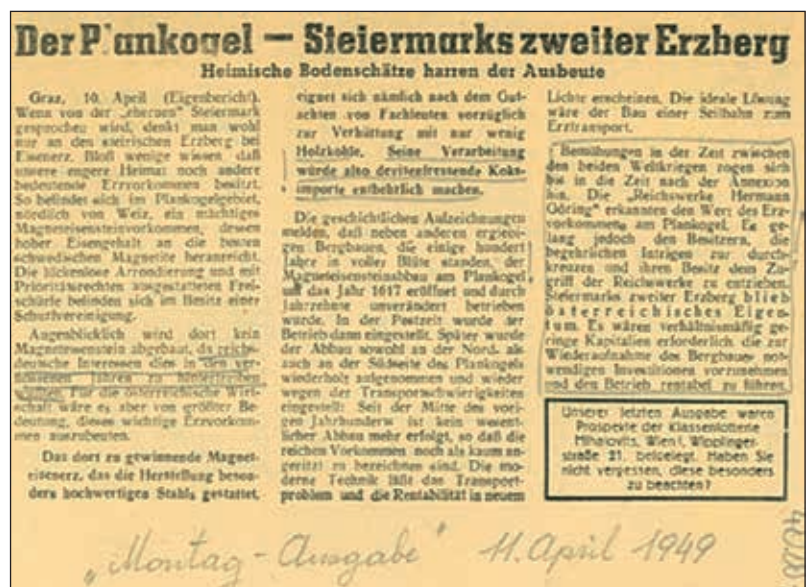 Der Plankogel — Steiermarks zweiter Erzberg
Heimische Bodenschätze harren der Ausbeute
Graz, 10. April (Eigenbericht).
Wenn von der „ehernen" Steiermark
gesprochen wird, denkt man wohl
nur an den steirischen Erzberg bei
Eisenerz. Bloß wenige wissen, daß
unsere engere Heimat noch andere
bedeutende Erzvorkommen besitzt.
So befindet sich im Plankogelgebiet,
nördlich von Weiz, ein mächtiges
Magneteisensteinvorkommen, dessen
hoher Eisengehalt an die besten
schwedischen Magnetite heranreicht.
Die lückenlose Arrondierung und mit
Prioritätsrechten ausgestatteten Frei-
schürfe befinden sich im Besitz einer
Schutzvereinigung.
Augenblicklich wird dort kein
Magneteisenstein abgebaut, da reichs-
deutsche Interessen dies in den ver-
flossenen Jahren zu hintertreiben
wußten. Für die österreichische Wirt-
schaft wäre es aber von größter Be-
deutung, dieses wichtige Erzvorkom-
men auszubeuten.
Das dort zu gewinnende Magnet-
eisenerz, das die Herstellung beson-
ders hochwertigen Stahls gestattet,
eignet sich nämlich nach dem Gut-
achten von Fachleuten vorzüglich
zur Verhüttung mit nur wenig
Holzkohle. Seine Verarbeitung
würde also devisenfressende Koks-
importe entbehrlich machen.
Die geschichtlichen Aufzeichnungen
melden, daß neben anderen ergiebi-
gen Bergbauen, die einige hundert
Jahre in voller Blüte standen, der
Magneteisensteinabbau am Plankogel
um das Jahr 1617 eröffnet und durch
Jahrzehnte unverändert betrieben
wurde. In der Pestzeit wurde der
Betrieb dann eingestellt. Später wurde
der Abbau sowohl an der Nord- als
auch an der Südseite des Plankogels
wiederholt aufgenommen und wieder
wegen der Transportschwierigkeiten
eingestellt: Seit der Mitte des vori-
gen Jahrhunderts ist kein wesent-
licher Abbau mehr erfolgt, so daß die
reichen Vorkommen noch als kaum an-
geritzt zu bezeichnen sind. Die mo-
derne Technik läßt das Transport-
problem und die Rentabilität in neuem
Lichte erscheinen. Die ideale Lösung
wäre der Bau einer Seilbahn zum
Erztransport.
Bemühungen in der Zeit zwischen
den beiden Weltkriegen zogen sich
bis in die Zeit nach der Annexion
hin. Die „Reichswerke Hermann
Göring" erkannten den Wert des Erz-
vorkommens am Plankogel. Es ge-
lang jedoch den Besitzern, die
begehrlichen Intrigen zu durch-
kreuzen und ihren Besitz dem Zu-
griff der Reichswerke zu entziehen.
Steiermarks zweiter Erzberg blieb
österreichisches Eigen-
tum. Es wären verhältnismäßig ge-
ringe Kapitalien erforderlich, die zur
Wiederaufnahme des Bergbaues not-
wendigen Investitionen vorzunehmen
und den Betrieb rentabel zu führen.
Unserer letzten Ausgabe waren
Prospekte der Klassenlotterie
Mihalovits, Wien I, Wipplinger-
straße 21, beigelegt. Haben Sie
nicht vergessen, diese besonders
zu beachten?
„Montag-Ausgabe" 11. April 1949